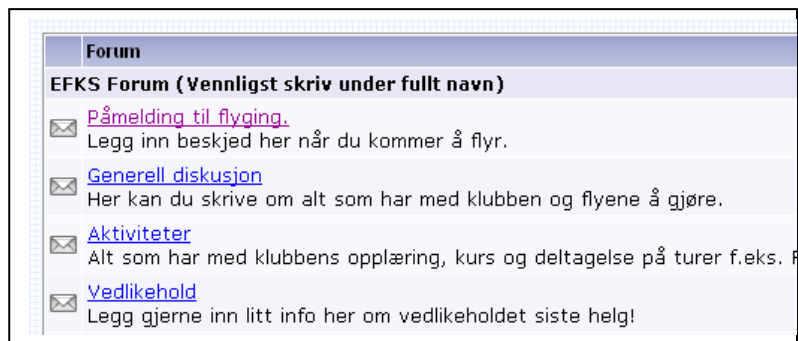 Forum
EFKS Forum (Vennligst skriv under fullt navn)
Påmelding til flyging.
Legg inn beskjed her når du kommer å flyr.
Generell diskusjon
Her kan du skrive om alt som har med klubben og flyene å gjøre.
Aktiviteter
Alt som har med klubbens opplæring, kurs og deltagelse på turer f.eks.
Vedlikehold
Legg gjerne inn litt info her om vedlikeholdet siste helg!